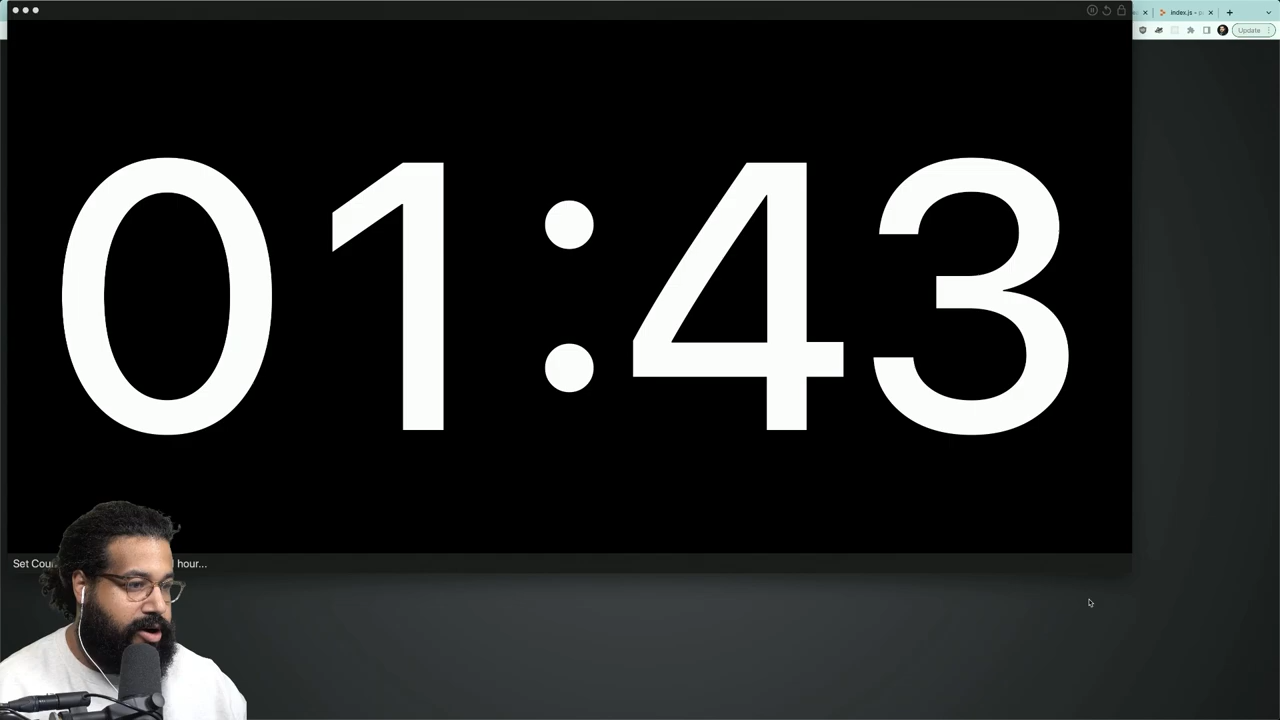 index.js - p
Update
01:43
Set Cou
hour...